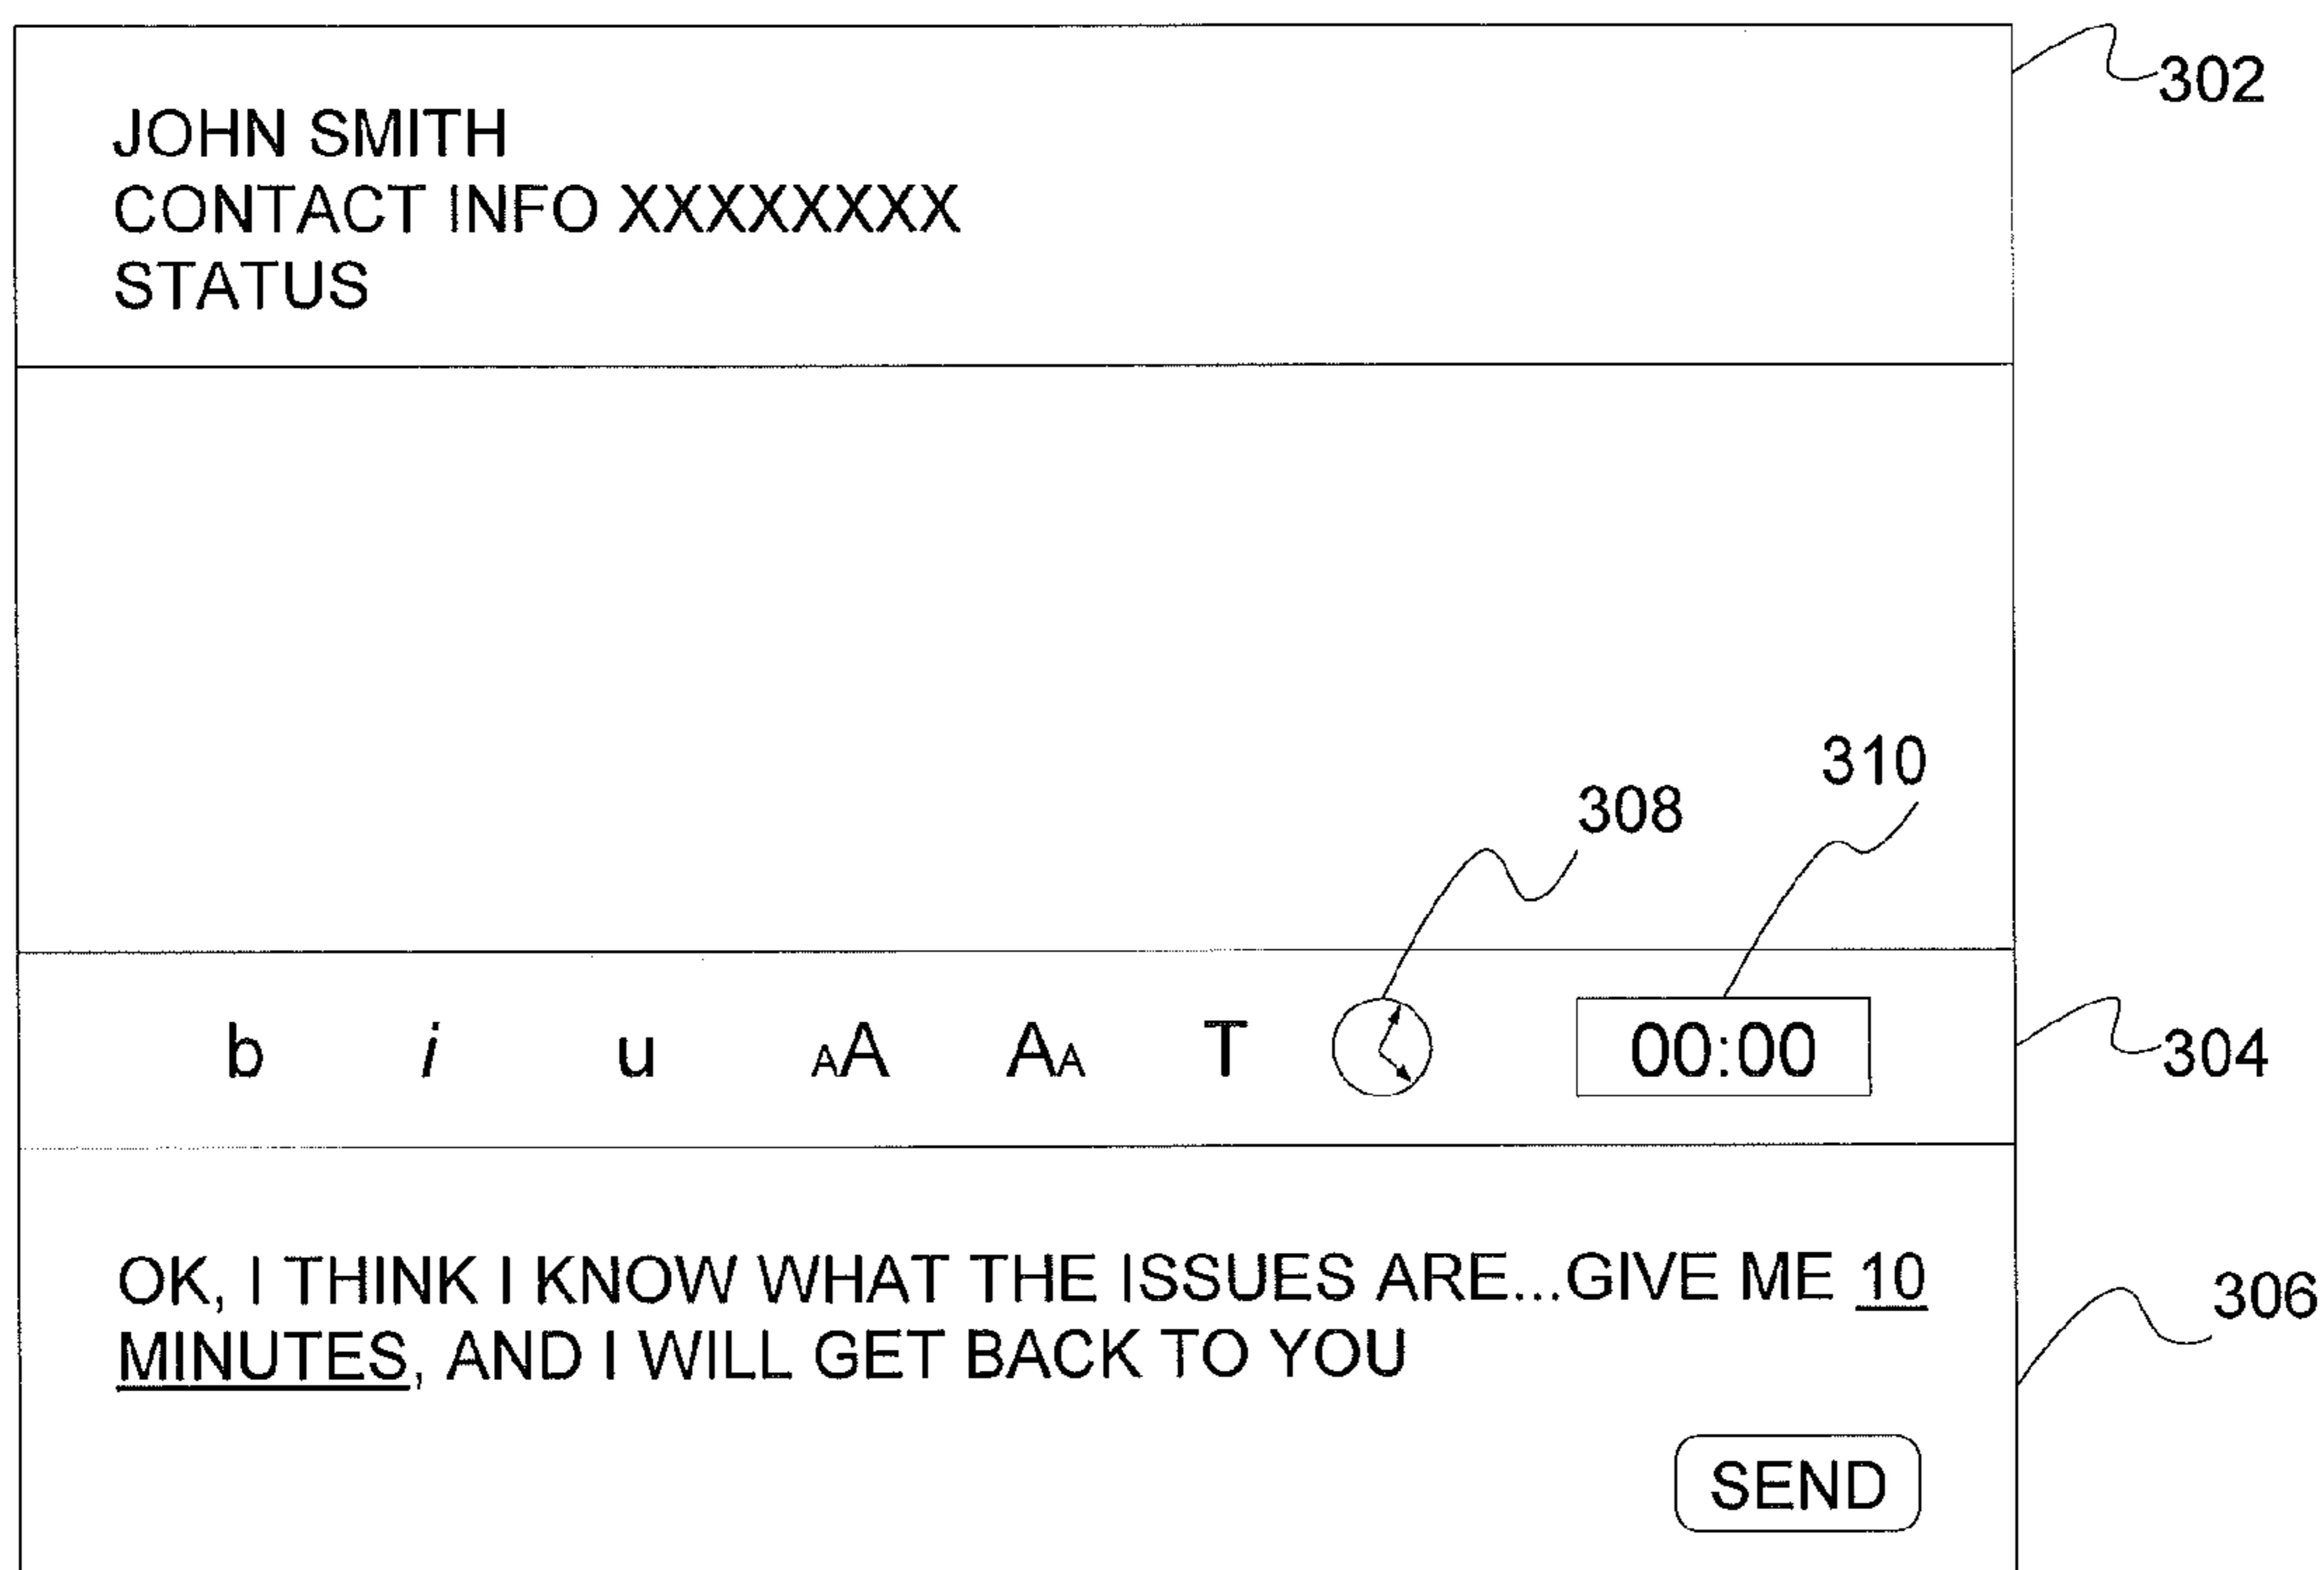 302
JOHN SMITH
CONTACT INFO XXXXXXXX
STATUS
310
308
b i u AA AA T 00:00
304
OK, I THINK I KNOW WHAT THE ISSUES ARE...GIVE ME 10
306
MINUTES, AND I WILL GET BACK TO YOU
SEND